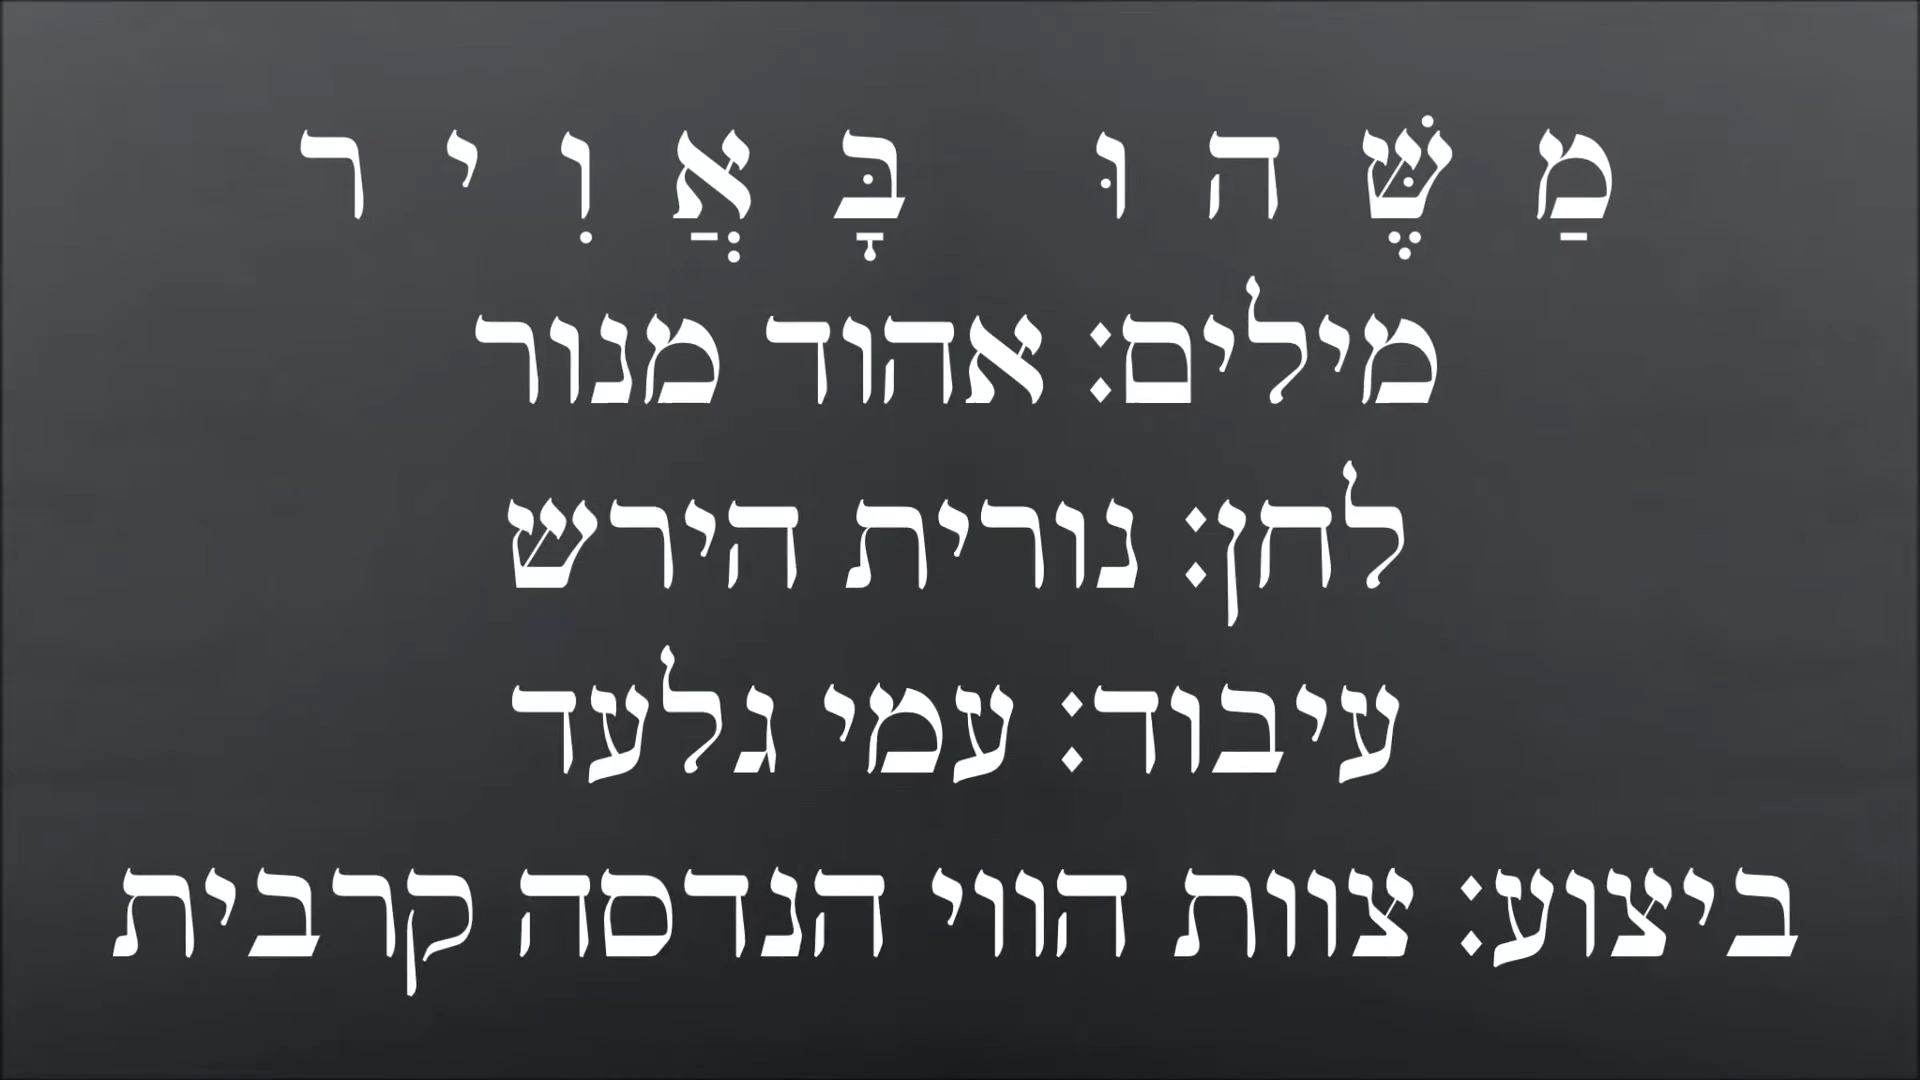 מַשֶּׁהוּ בָּאֲוִיר
מילים: אהוד מנור
לחן: נורית הירש
עיבוד: עמי גלעד
ביצוע: צוות הווי הנדסה קרבית